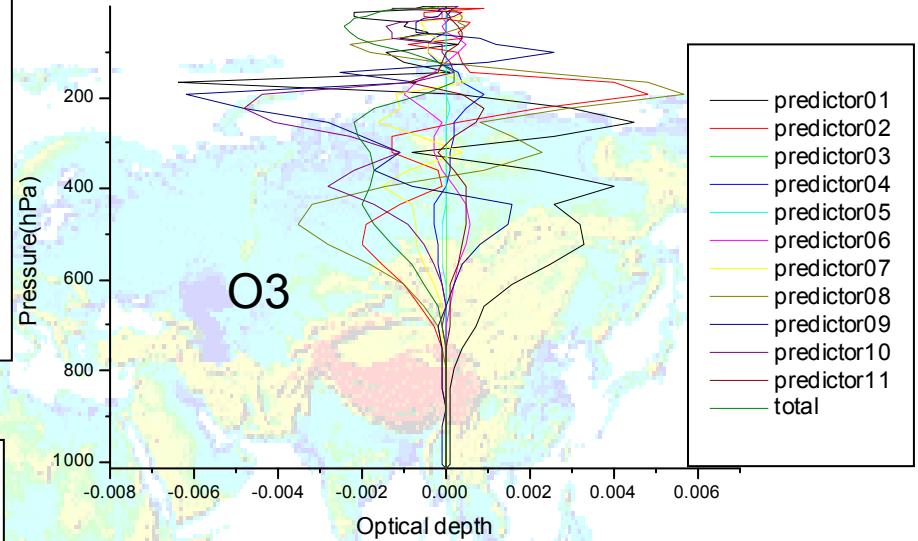 200
400
600
800
1000
Pressure(hPa)
O3
-0.008 -0.006 -0.004 -0.002 0.000 0.002 0.004 0.006
Optical depth
predictor01
predictor02
predictor03
predictor04
predictor05
predictor06
predictor07
predictor08
predictor09
predictor10
predictor11
total